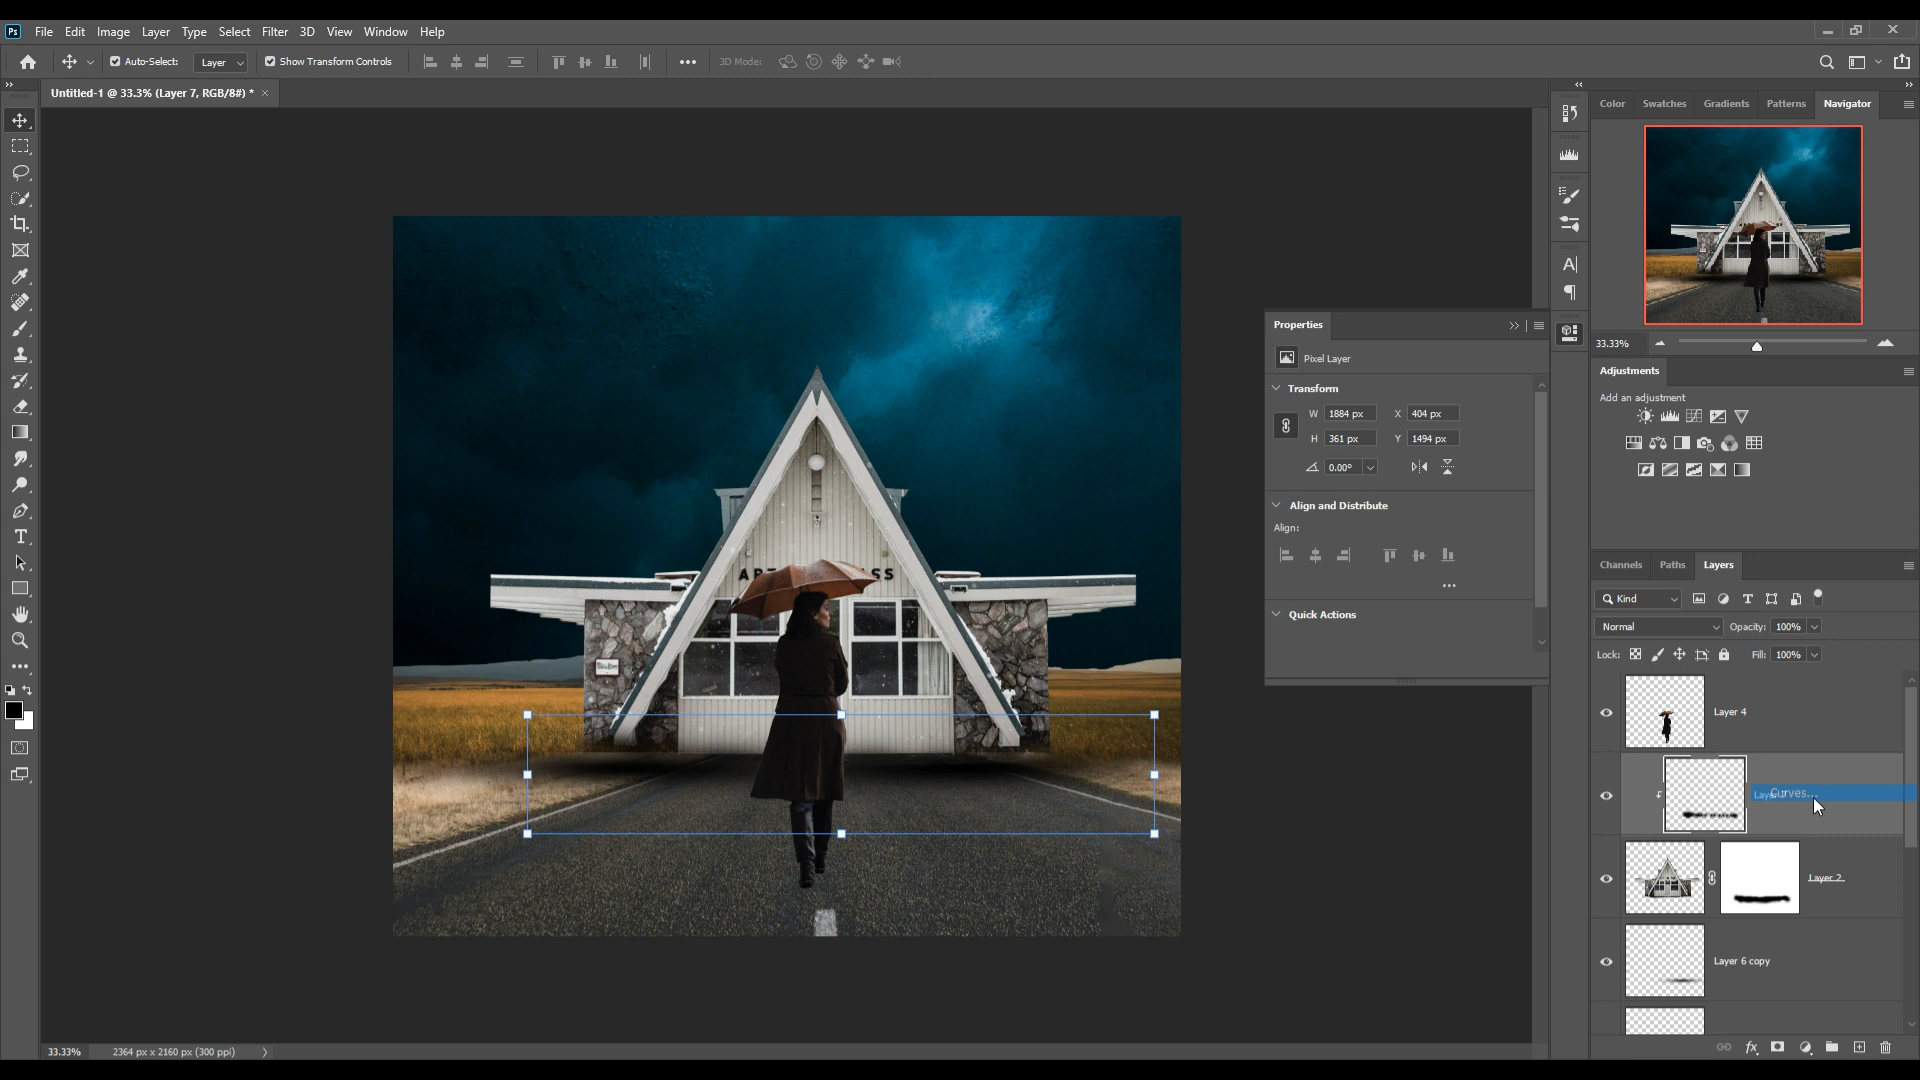 Ps File Edit Image Layer Type Select Filter 3D View Window Help
Auto-Select: Layer Show Transform Controls 3D Mode:
Untitled-1 @ 33.3% (Layer 7, RGB/8#) *
Color Swatches Gradients Patterns Navigator
33.33%
Adjustments
Add an adjustment
Properties
Pixel Layer
Transform
W 1884 px X 404 px
H 361 px Y 1494 px
0.00°
Align and Distribute
Align:
Quick Actions
Channels Paths Layers
Kind
Normal Opacity: 100%
Lock: Fill: 100%
Layer 4
Curves...
Layer 2
Layer 6 copy
33.33% 2364 px x 2160 px (300 ppi)